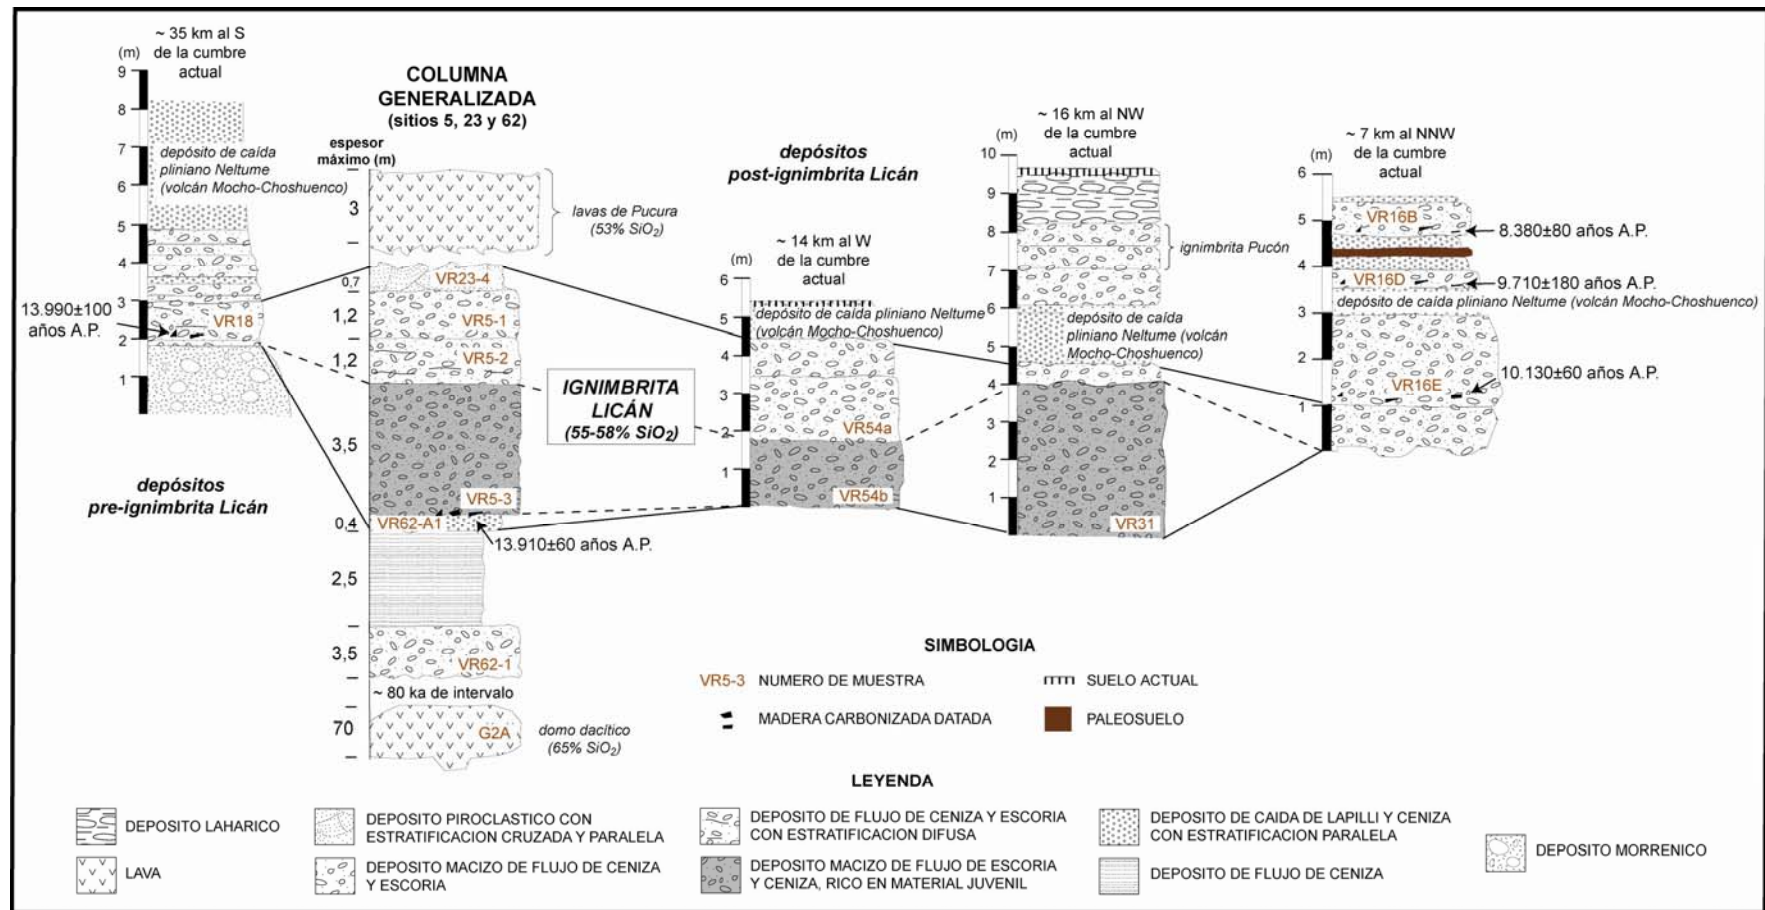 ~ 35 km al S
de la cumbre
actual
(m)
9
8
7
6
5
4
3
2
1
depósito de caída
pliniano Neltume
(volcán Mocho-Choshuenco)
13.990±100
años A.P.
VR18
depósitos
pre-ignimbrita Licán
COLUMNA
GENERALIZADA
(sitios 5, 23 y 62)
espesor
máximo (m)
3
0,7
1,2
1,2
3,5
0,4
2,5
3,5
70
lavas de Pucura
(53% SiO₂)
VR23-4
VR5-1
VR5-2
VR5-3
VR62-A1
13.910±60 años A.P.
VR62-1
~ 80 ka de intervalo
G2A
domo dacítico
(65% SiO₂)
IGNIMBRITA
LICÁN
(55-58% SiO₂)
depósitos
post-ignimbrita Licán
~ 14 km al W
de la cumbre
actual
(m)
6
5
4
3
2
1
depósito de caída pliniano Neltume
(volcán Mocho-Choshuenco)
VR54a
VR54b
~ 16 km al NW
de la cumbre
actual
(m)
10
9
8
7
6
5
4
3
2
1
ignimbrita Pucón
depósito de caída
pliniano Neltume (volcán
Mocho-Choshuenco)
VR31
~ 7 km al NNW
de la cumbre
actual
(m)
6
5
4
3
2
1
VR16B
8.380±80 años A.P.
VR16D
9.710±180 años A.P.
depósito de caída pliniano Neltume (volcán Mocho-Choshuenco)
VR16E
10.130±60 años A.P.
SIMBOLOGIA
VR5-3 NUMERO DE MUESTRA
SUELO ACTUAL
MADERA CARBONIZADA DATADA
PALEOSUELO
LEYENDA
DEPOSITO LAHARICO
DEPOSITO PIROCLASTICO CON
ESTRATIFICACION CRUZADA Y PARALELA
DEPOSITO DE FLUJO DE CENIZA Y ESCORIA
CON ESTRATIFICACION DIFUSA
DEPOSITO DE CAIDA DE LAPILLI Y CENIZA
CON ESTRATIFICACION PARALELA
DEPOSITO MORRENICO
LAVA
DEPOSITO MACIZO DE FLUJO DE CENIZA
Y ESCORIA
DEPOSITO MACIZO DE FLUJO DE ESCORIA
Y CENIZA, RICO EN MATERIAL JUVENIL
DEPOSITO DE FLUJO DE CENIZA